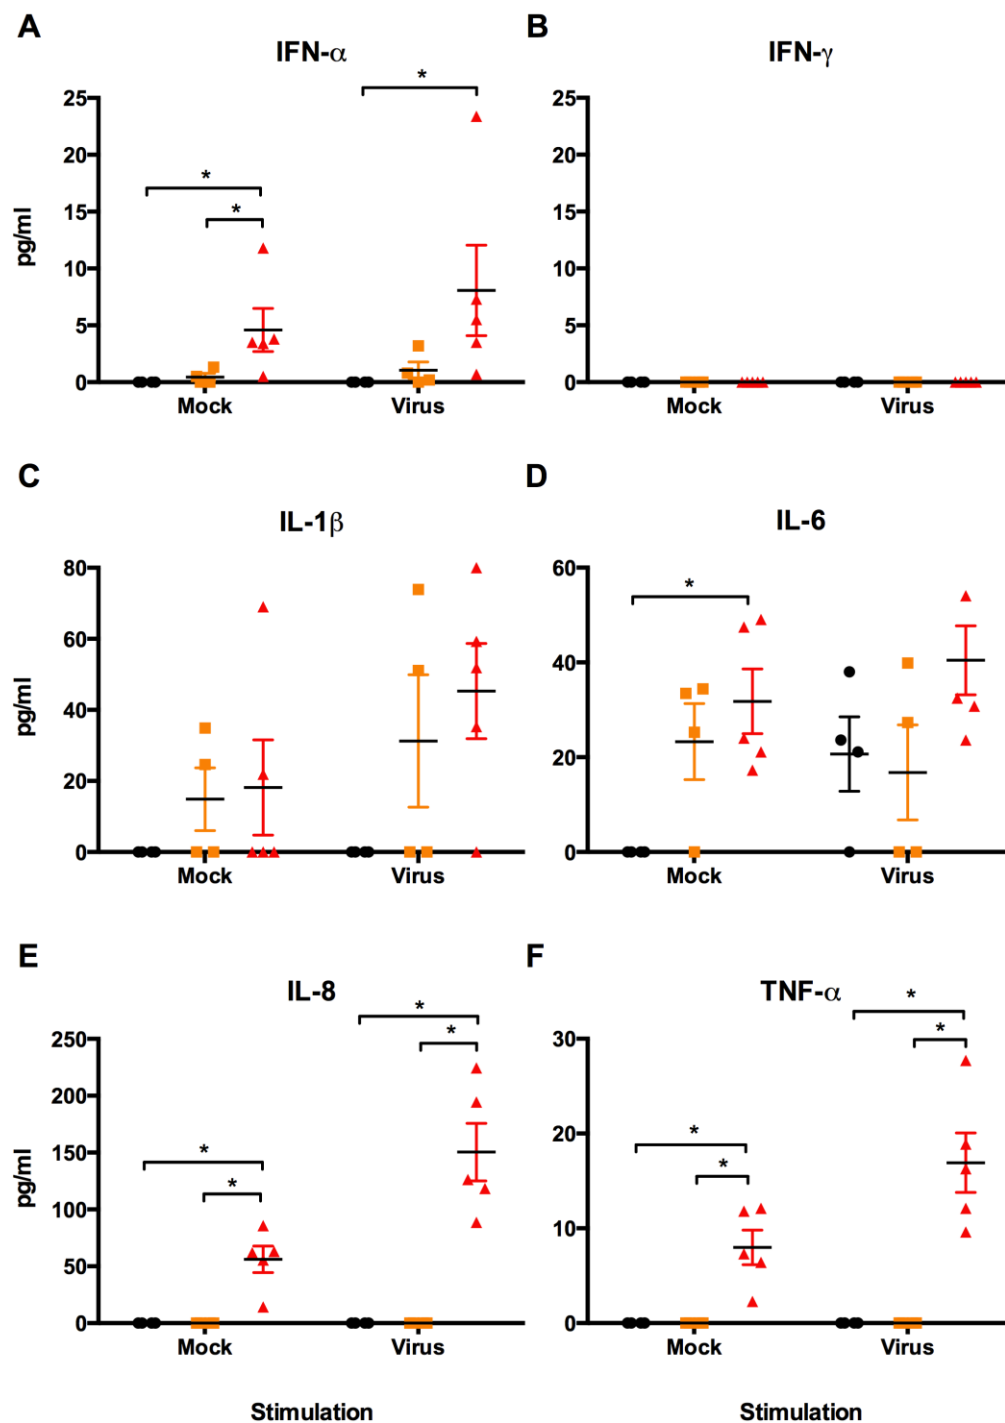 A
B
IFN-α
IFN-γ
*
*
*
25
20
15
10
5
0
pg/ml
Mock
Virus
25
20
15
10
5
0
Mock
Virus
C
D
IL-1β
IL-6
80
60
40
20
0
pg/ml
Mock
Virus
*
60
40
20
0
Mock
Virus
E
F
IL-8
TNF-α
*
*
*
*
250
200
150
100
50
0
pg/ml
Mock
Virus
Stimulation
*
*
*
*
30
20
10
0
Mock
Virus
Stimulation